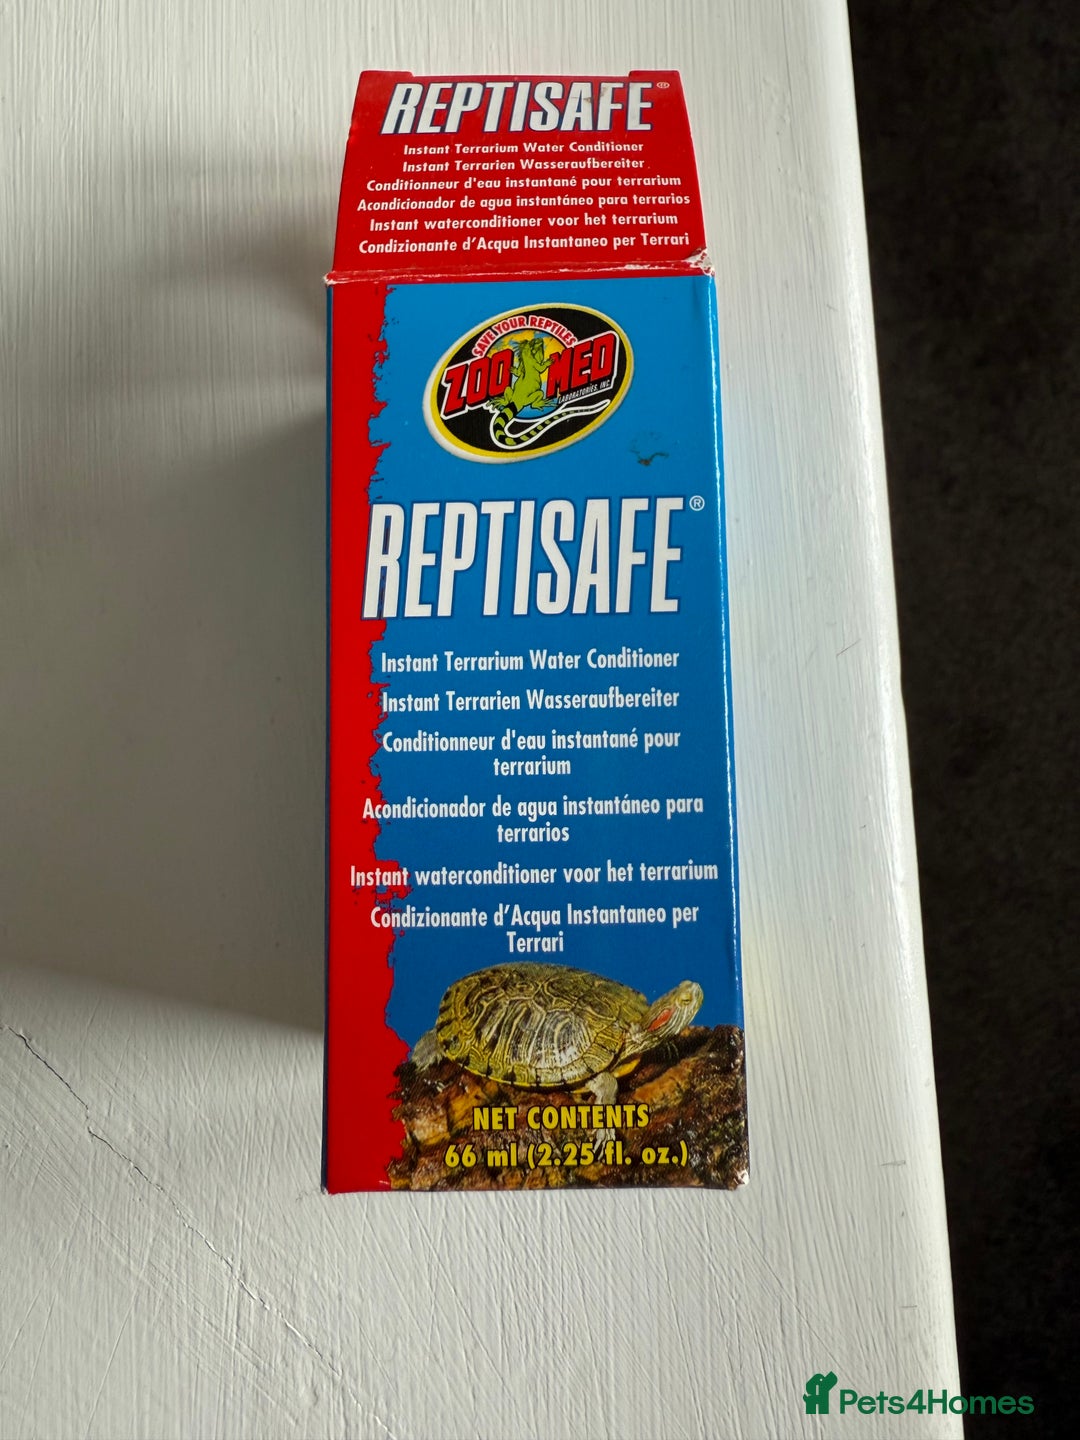 REPTISAFE®
Instant Terrarium Water Conditioner
Instant Terrarien Wasseraufbereiter
Conditionneur d'eau instantané pour terrarium
Acondicionador de agua instantáneo para terrarios
Instant waterconditioner voor het terrarium
Condizionante d'Acqua Instantaneo per Terrari
SAVE YOUR REPTILES
ZOO MED
LABORATORIES, INC.
REPTISAFE®
Instant Terrarium Water Conditioner
Instant Terrarien Wasseraufbereiter
Conditionneur d'eau instantané pour
terrarium
Acondicionador de agua instantáneo para
terrarios
Instant waterconditioner voor het terrarium
Condizionante d'Acqua Instantaneo per
Terrari
NET CONTENTS
66 ml (2.25 fl. oz.)
Pets4Homes